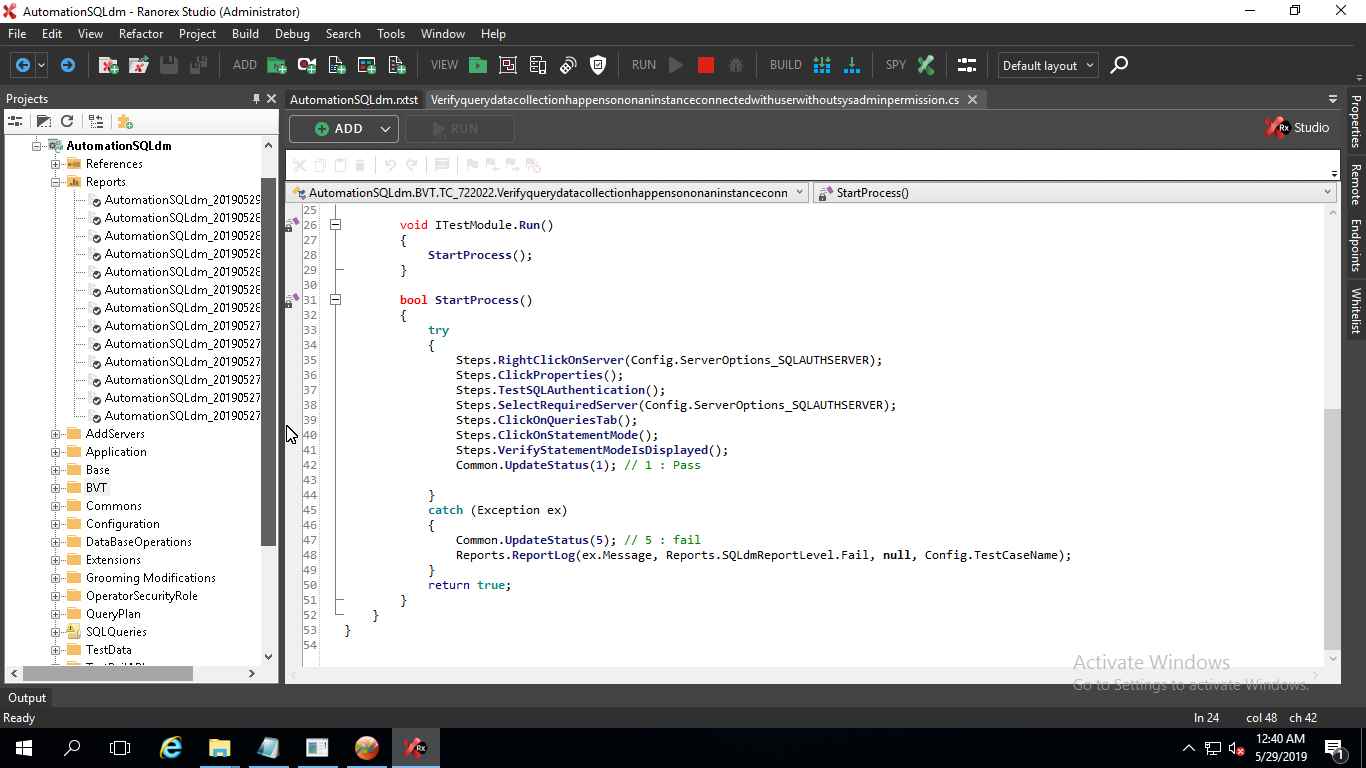 AutomationSQLdm - Ranorex Studio (Administrator)
File Edit View Refactor Project Build Debug Search Tools Window Help
ADD VIEW RUN BUILD SPY Default layout
Projects
AutomationSQLdm.rxtst Verifyquerydatacollectionhappensononaninstanceconnectedwithuserwithoutsysadminpermission.cs
ADD RUN Rx Studio
AutomationSQLdm.BVT.TC_722022.Verifyquerydatacollectionhappensononaninstanceconn StartProcess()
AutomationSQLdm
References
Reports
AutomationSQLdm_20190529
AutomationSQLdm_20190528
AutomationSQLdm_20190528
AutomationSQLdm_20190528
AutomationSQLdm_20190528
AutomationSQLdm_20190528
AutomationSQLdm_20190528
AutomationSQLdm_20190527
AutomationSQLdm_20190527
AutomationSQLdm_20190527
AutomationSQLdm_20190527
AutomationSQLdm_20190527
AutomationSQLdm_20190527
AddServers
Application
Base
BVT
Commons
Configuration
DataBaseOperations
Extensions
Grooming Modifications
OperatorSecurityRole
QueryPlan
SQLQueries
TestData
25
26 void ITestModule.Run()
27 {
28 StartProcess();
29 }
30
31 bool StartProcess()
32 {
33 try
34 {
35 Steps.RightClickOnServer(Config.ServerOptions_SQLAUTHSERVER);
36 Steps.ClickProperties();
37 Steps.TestSQLAuthentication();
38 Steps.SelectRequiredServer(Config.ServerOptions_SQLAUTHSERVER);
39 Steps.ClickOnQueriesTab();
40 Steps.ClickOnStatementMode();
41 Steps.VerifyStatementModeIsDisplayed();
42 Common.UpdateStatus(1); // 1 : Pass
43
44 }
45 catch (Exception ex)
46 {
47 Common.UpdateStatus(5); // 5 : fail
48 Reports.ReportLog(ex.Message, Reports.SQLdmReportLevel.Fail, null, Config.TestCaseName);
49 }
50 return true;
51 }
52 }
53 }
54
Properties
Remote Endpoints
Whitelist
Activate Windows
Go to Settings to activate Windows.
Output
Ready ln 24 col 48 ch 42
Rx
12:40 AM
5/29/2019
1